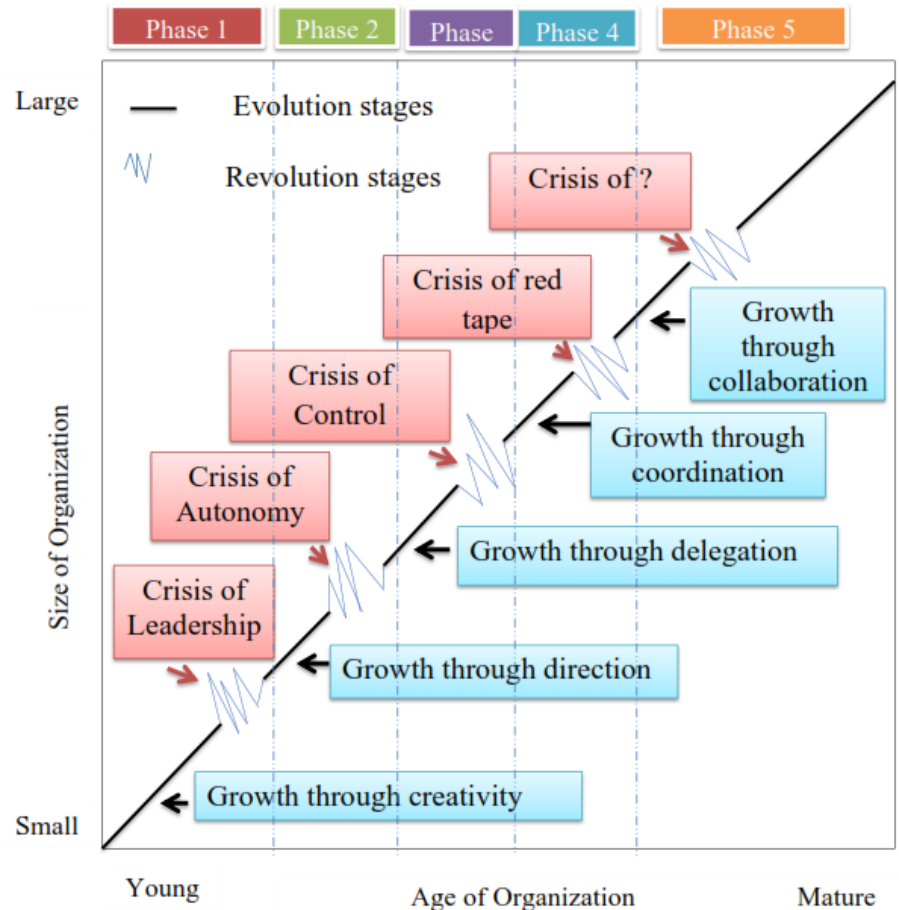 Phase 1
Phase 2
Phase
Phase 4
Phase 5
Large
Evolution stages
Revolution stages
Crisis of ?
Crisis of red
tape
Growth
through
collaboration
Crisis of
Control
Growth through
coordination
Crisis of
Autonomy
Growth through delegation
Crisis of
Leadership
Growth through direction
Growth through creativity
Size of Organization
Small
Young
Age of Organization
Mature